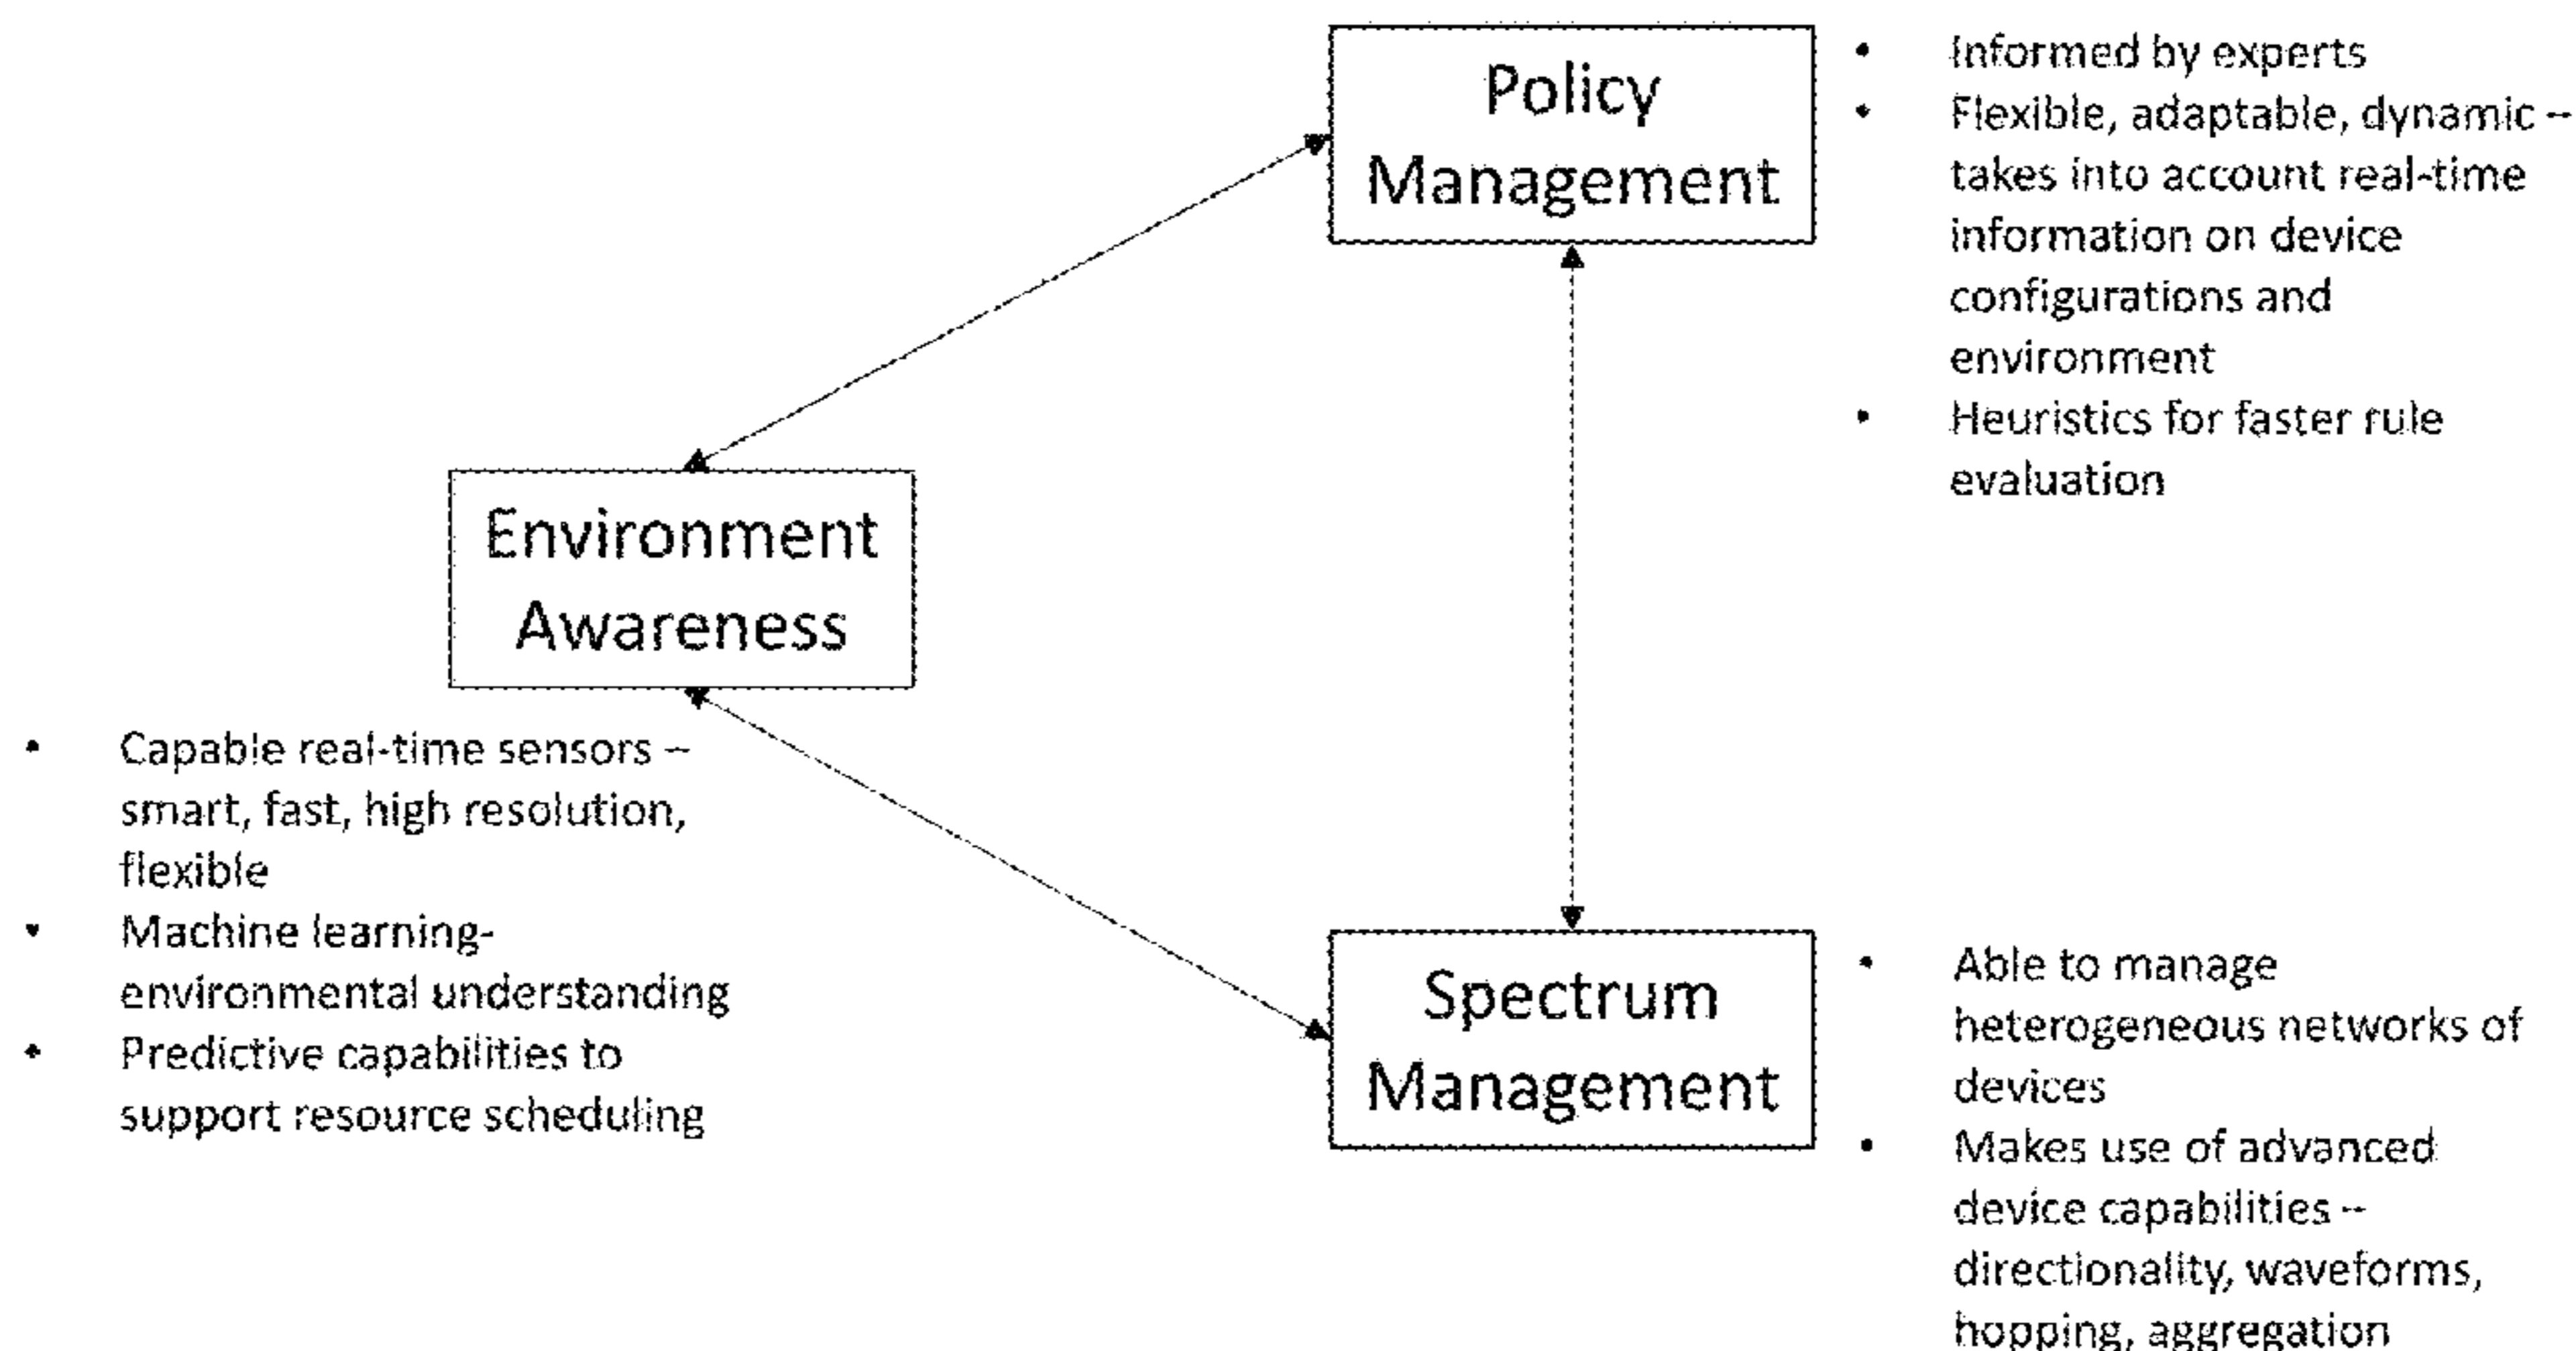 Policy
Management
• Informed by experts
• Flexible, adaptable, dynamic –
takes into account real-time
information on device
configurations and
environment
• Heuristics for faster rule
evaluation
Environment
Awareness
• Capable real-time sensors –
smart, fast, high resolution,
flexible
• Machine learning-
environmental understanding
• Predictive capabilities to
support resource scheduling
Spectrum
Management
• Able to manage
heterogeneous networks of
devices
• Makes use of advanced
device capabilities –
directionality, waveforms,
hopping, aggregation